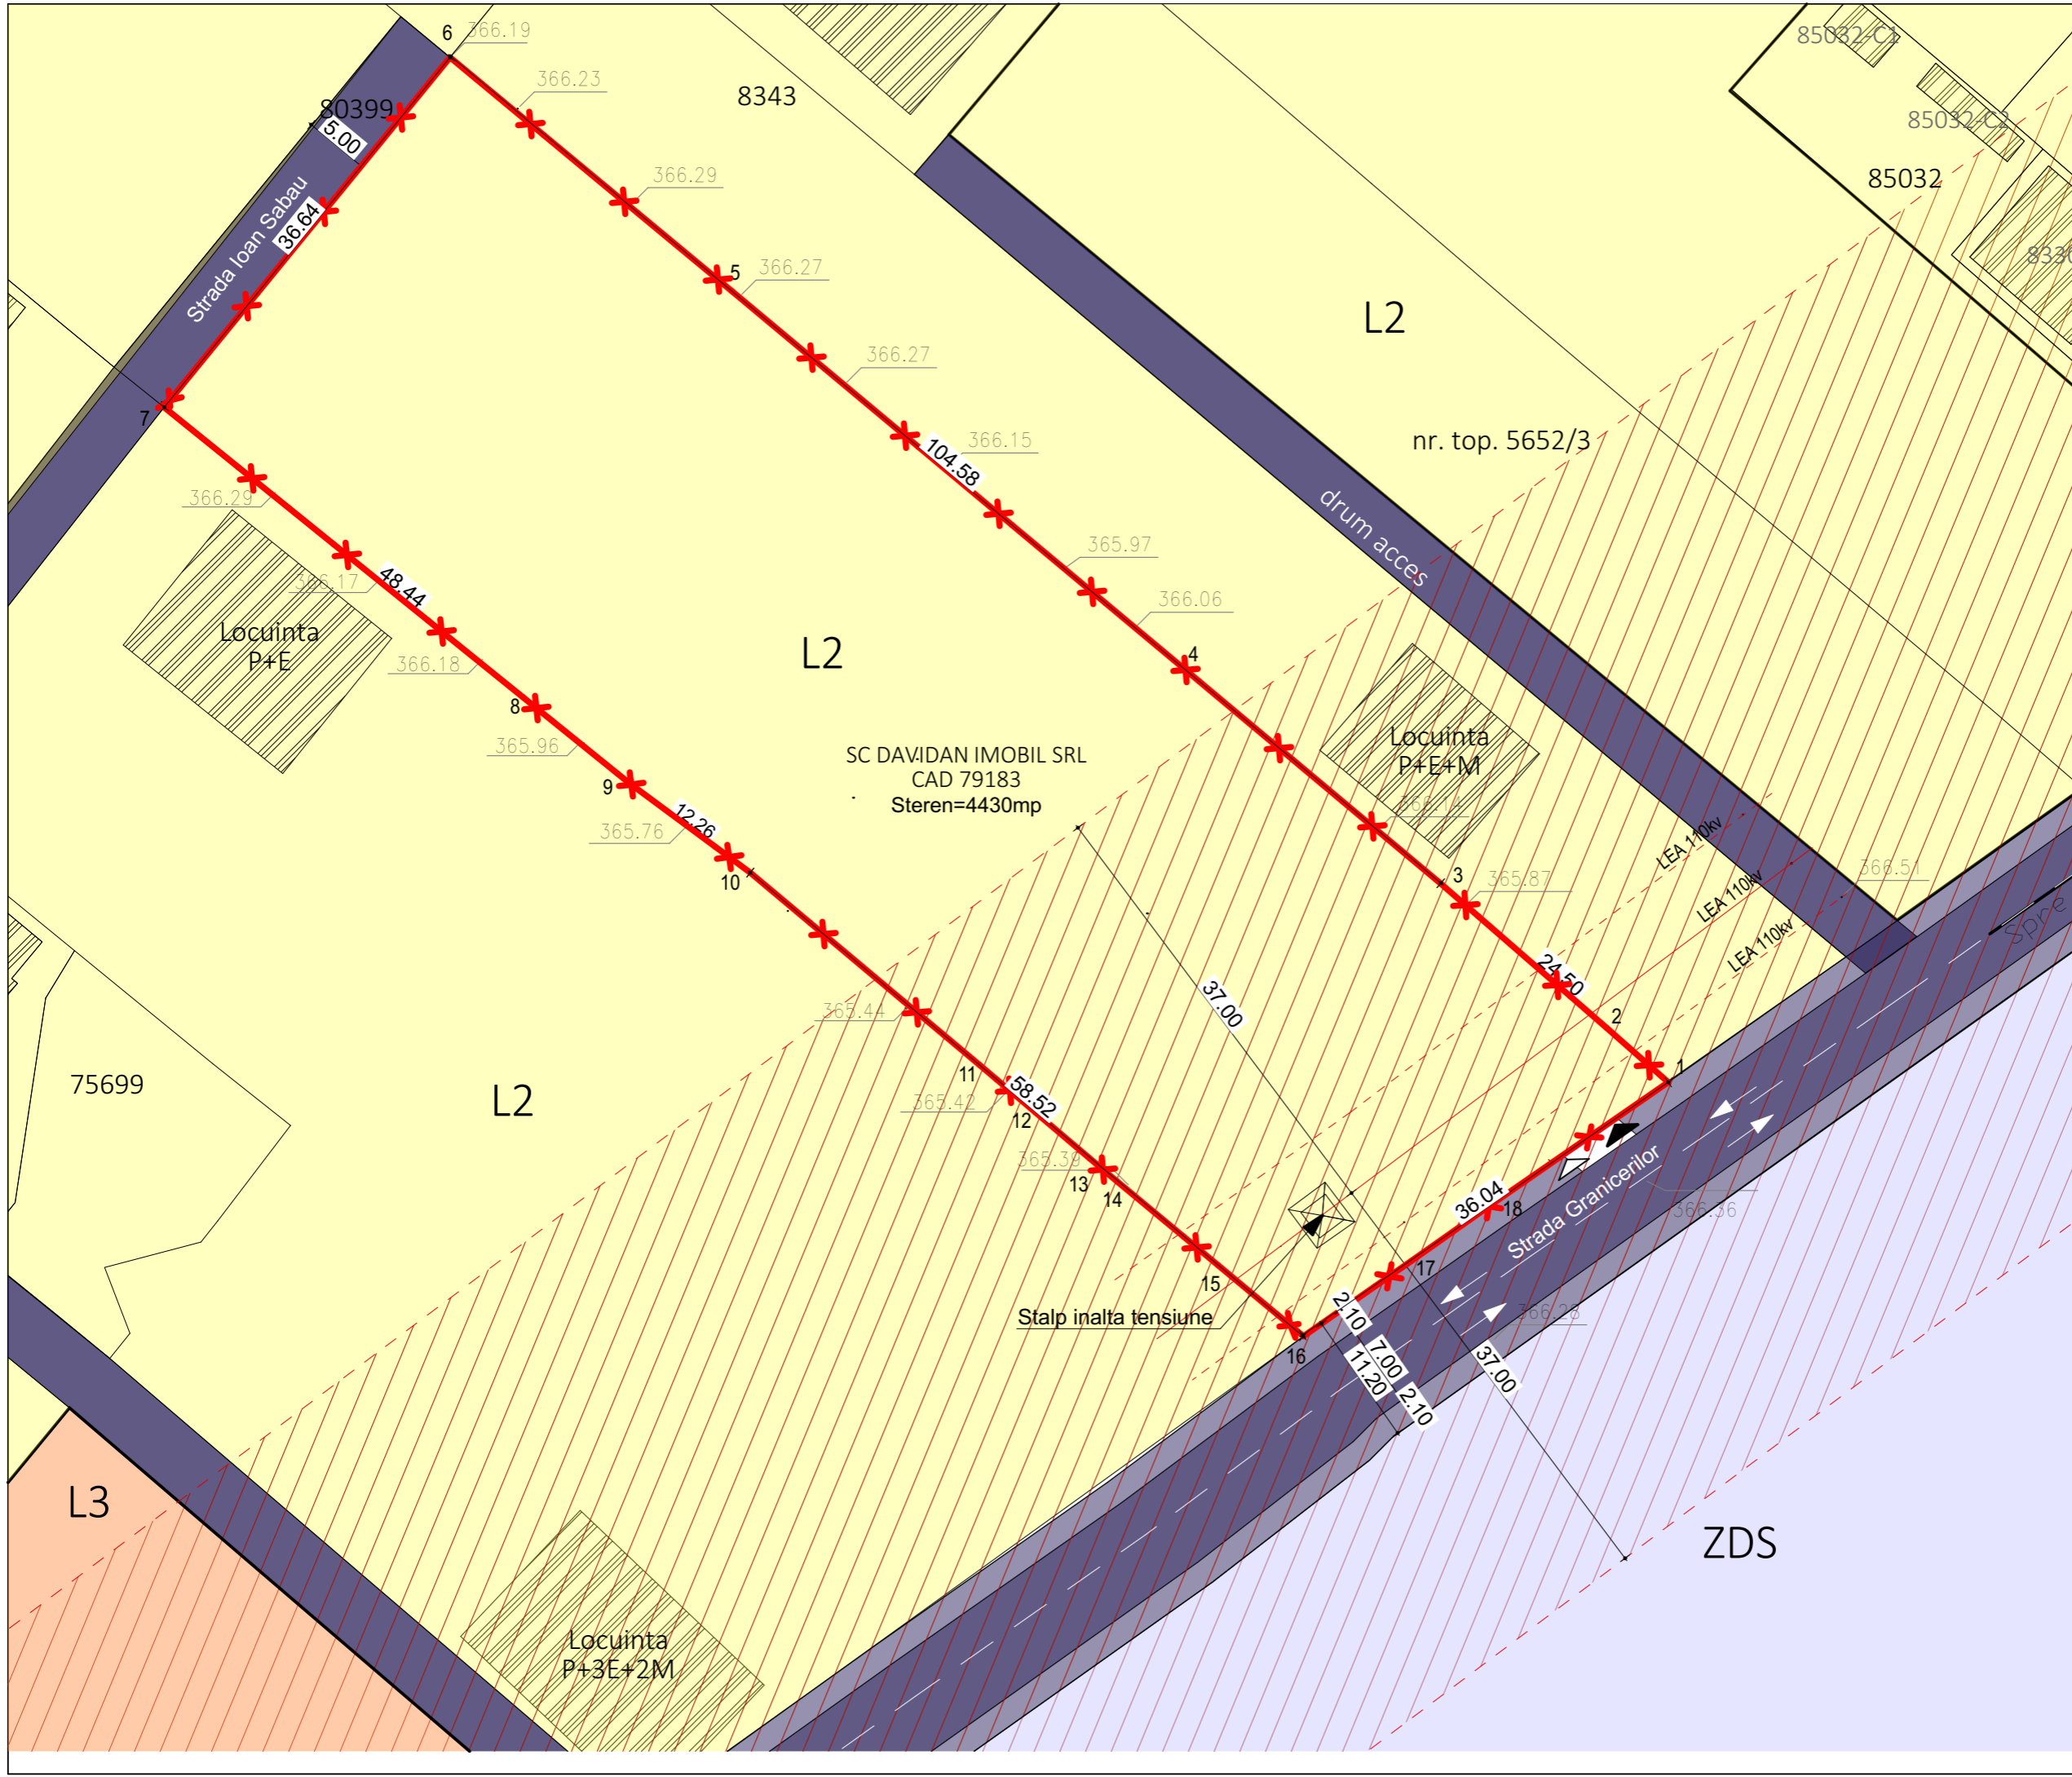 6
366.19
85032-C1
366.23
80399
8343
5.00
85032-C2
366.29
85032
Strada Ioan Sabau
36.64
5
366.27
L2
366.27
7
366.15
nr. top. 5652/3
104.58
366.29
drum acces
365.97
48.44
366.06
Locuinta
P+E
366.18
L2
4
8
365.96
SC DAVIDAN IMOBIL SRL
CAD 79183
Steren=4430mp
Locuinta
P+E+M
9
12.26
365.76
366.14
LEA 110kv
10
3
365.87
366.51
LEA 110kv
LEA 110kv
Spre
24.50
37.00
365.44
2
1
11
58.52
365.42
12
75699
L2
365.39
13
14
36.04
18
Strada Granicerilor
366.36
15
17
Stalp inalta tensiune
2.10
366.28
16
7.00
11.20
2.10
37.00
L3
ZDS
Locuinta
P+3E+2M